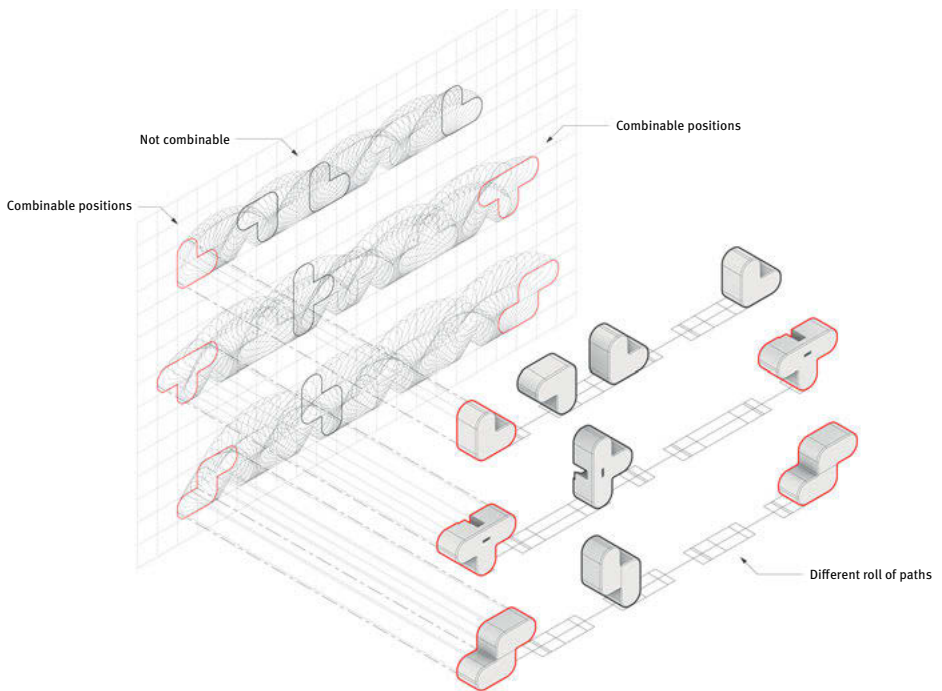 Combinable positions
Not combinable
Combinable positions
Different roll of paths